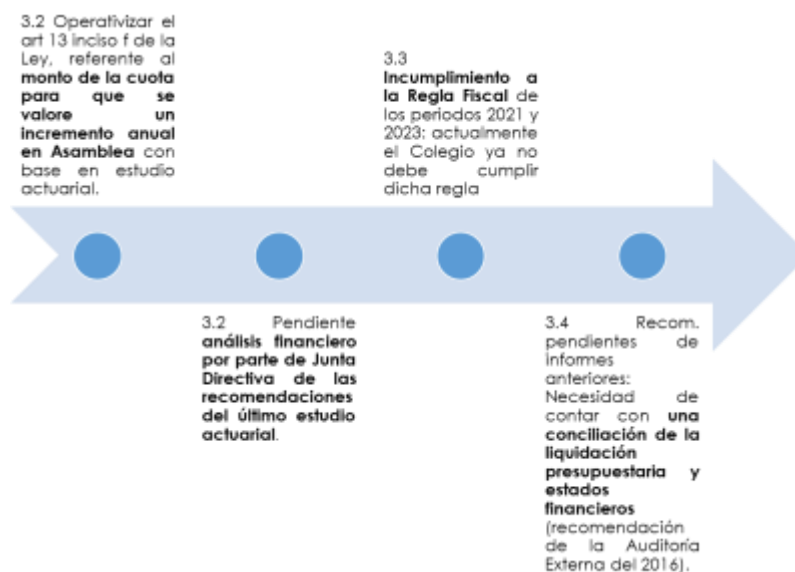 3.2 Operativizar el
art 13 inciso f de la
Ley, referente al
monto de la cuota
para que se
valore un
incremento anual
en Asamblea con
base en estudio
actuarial.
3.2 Pendiente
análisis financiero
por parte de Junta
Directiva de las
recomendaciones
del último estudio
actuarial.
3.3
Incumplimiento a
la Regla Fiscal de
los periodos 2021 y
2023; actualmente
el Colegio ya no
debe cumplir
dicha regla
3.4 Recom.
pendientes de
informes
anteriores:
Necesidad de
contar con una
conciliación de la
liquidación
presupuestaria y
estados
financieros
(recomendación
de la Auditoría
Externa del 2016).